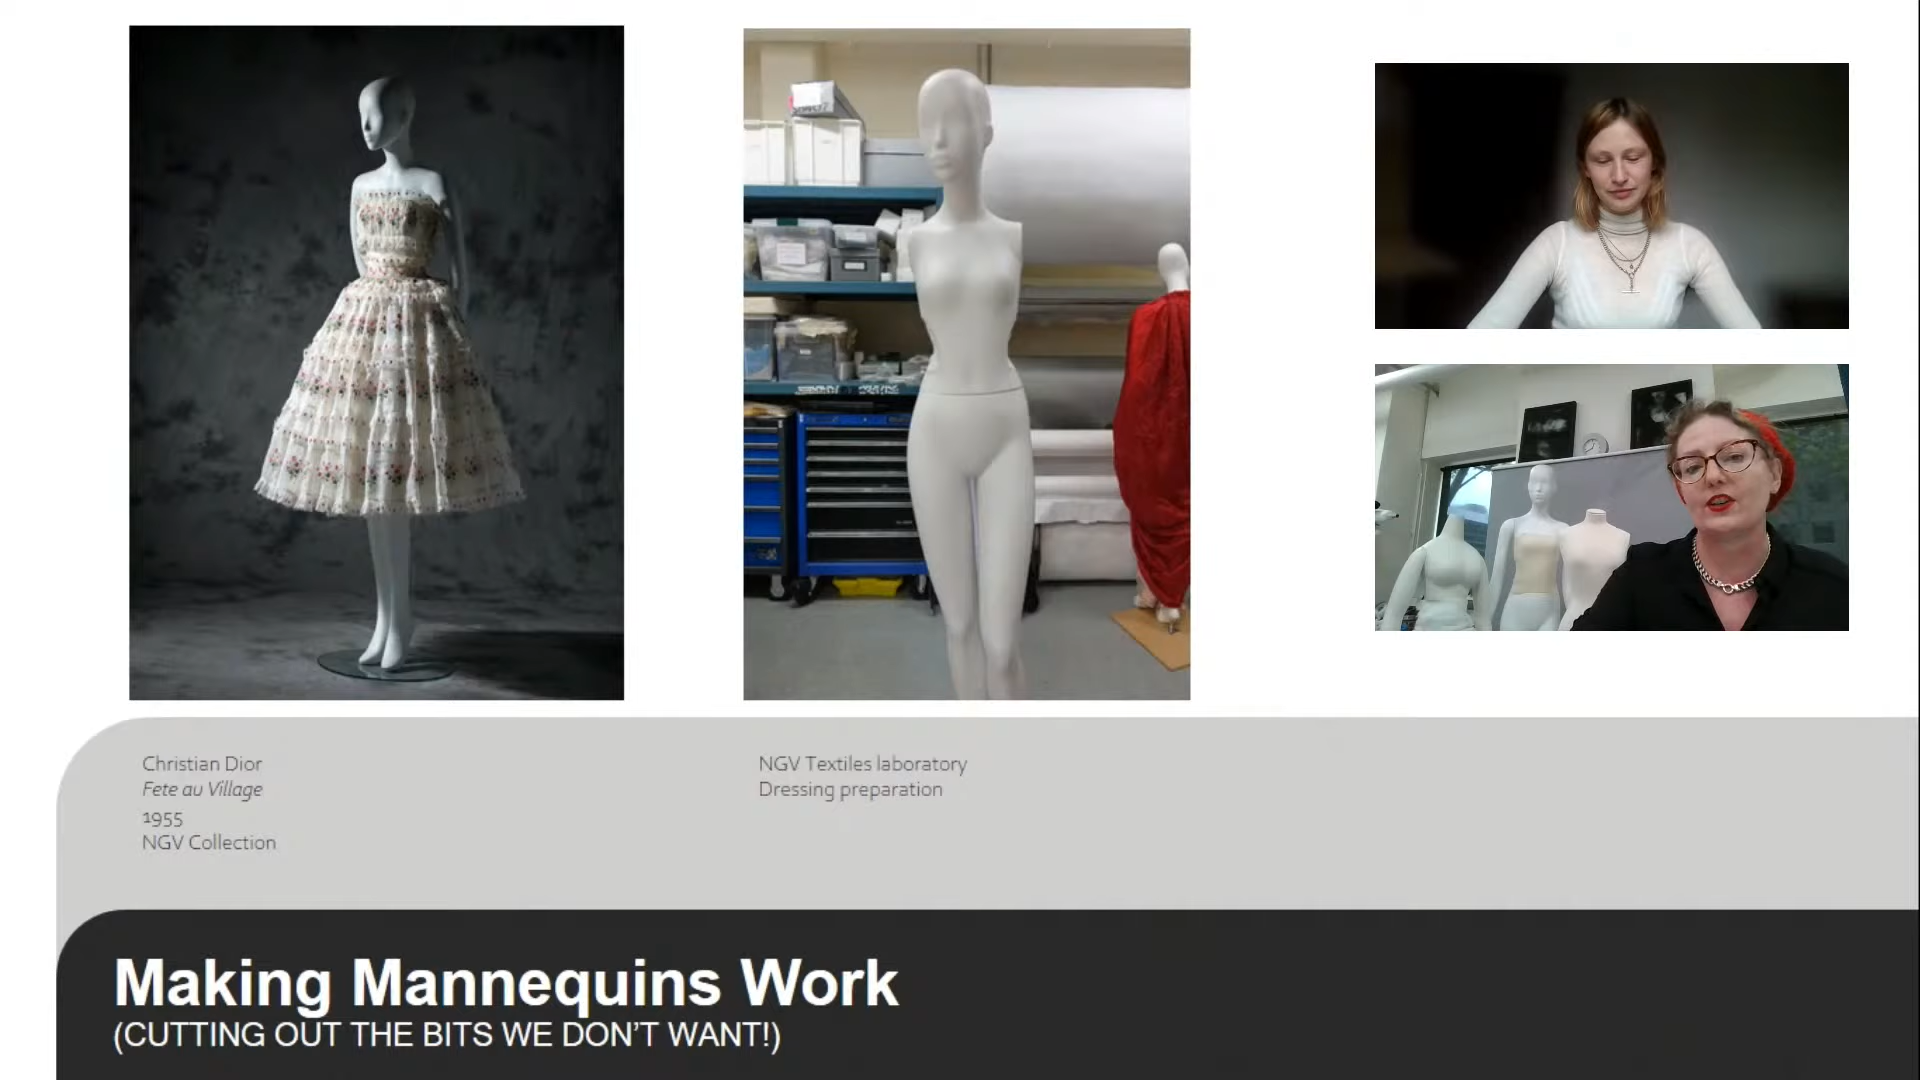 Christian Dior
Fete au Village
1955
NGV Collection
NGV Textiles laboratory
Dressing preparation
Making Mannequins Work
(CUTTING OUT THE BITS WE DON'T WANT!)